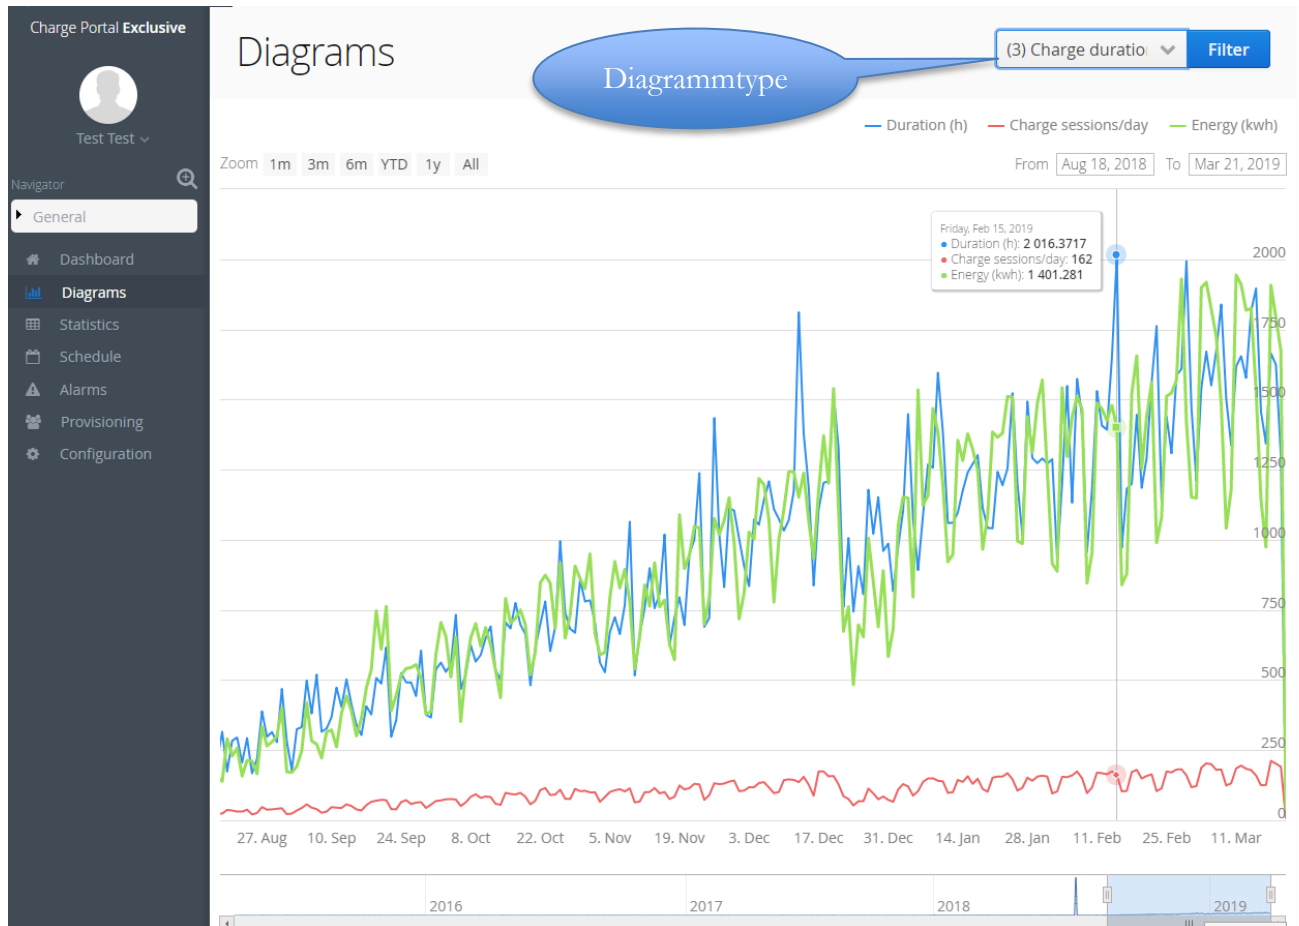 Charge Portal Exclusive
Test Test
Navigator
General
Dashboard
Diagrams
Statistics
Schedule
Alarms
Provisioning
Configuration
Diagrams
Diagrammtype
(3) Charge duratio
Filter
Duration (h) Charge sessions/day Energy (kwh)
Zoom 1m 3m 6m YTD 1y All
From Aug 18, 2018 To Mar 21, 2019
Friday, Feb 15, 2019
Duration (h): 2 016.3717
Charge sessions/day: 162
Energy (kwh): 1 401.281
2000
1750
1500
1250
1000
750
500
250
0
27. Aug 10. Sep 24. Sep 8. Oct 22. Oct 5. Nov 19. Nov 3. Dec 17. Dec 31. Dec 14. Jan 28. Jan 11. Feb 25. Feb 11. Mar
2016 2017 2018 2019